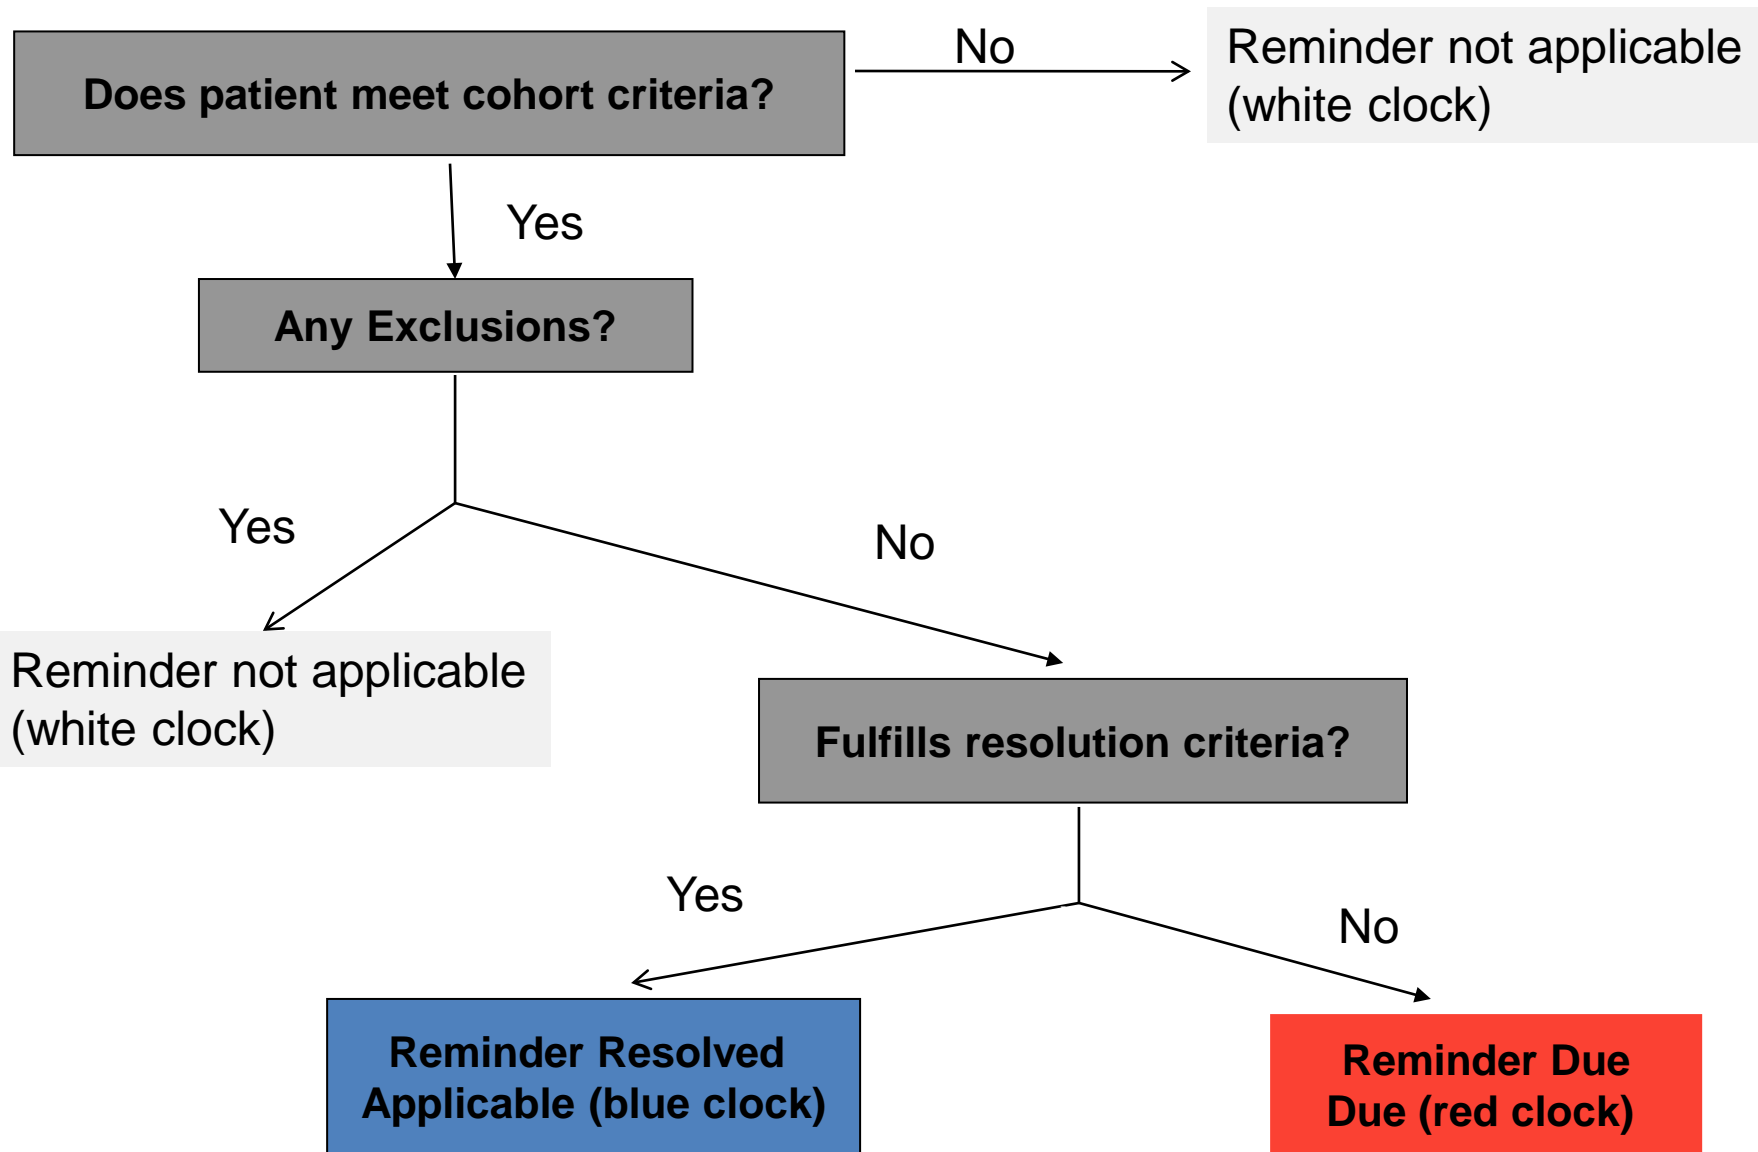 Does patient meet cohort criteria?
No
Reminder not applicable
(white clock)
Yes
Any Exclusions?
Yes
No
Reminder not applicable
(white clock)
Fulfills resolution criteria?
Yes
No
Reminder Resolved
Applicable (blue clock)
Reminder Due
Due (red clock)